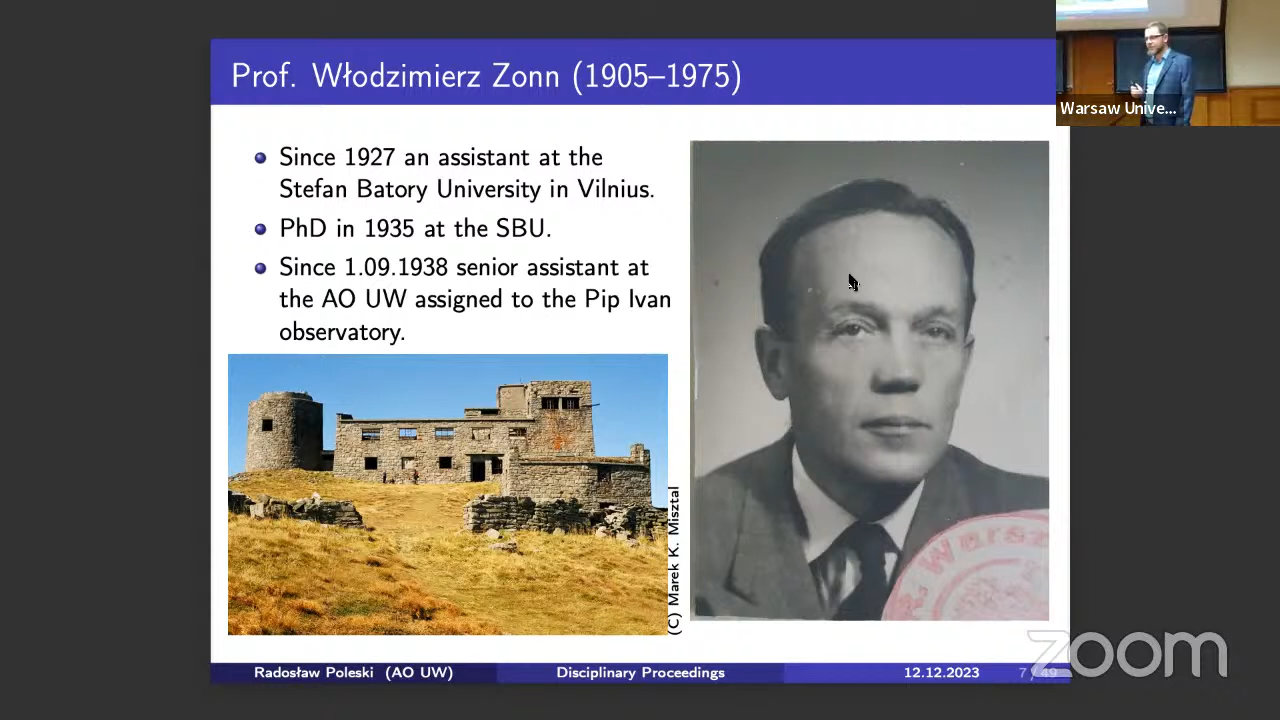 Prof. Włodzimierz Zonn (1905–1975)
Warsaw Unive...
Since 1927 an assistant at the
Stefan Batory University in Vilnius.
PhD in 1935 at the SBU.
Since 1.09.1938 senior assistant at
the AO UW assigned to the Pip Ivan
observatory.
(C) Marek K. Misztal
Radosław Poleski (AO UW)
Disciplinary Proceedings
12.12.2023
7 / 49
zoom